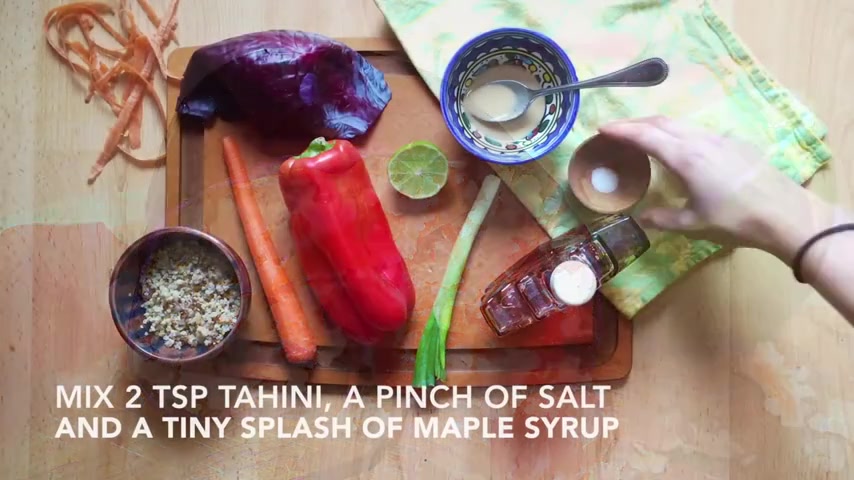 MIX 2 TSP TAHINI, A PINCH OF SALT
AND A TINY SPLASH OF MAPLE SYRUP